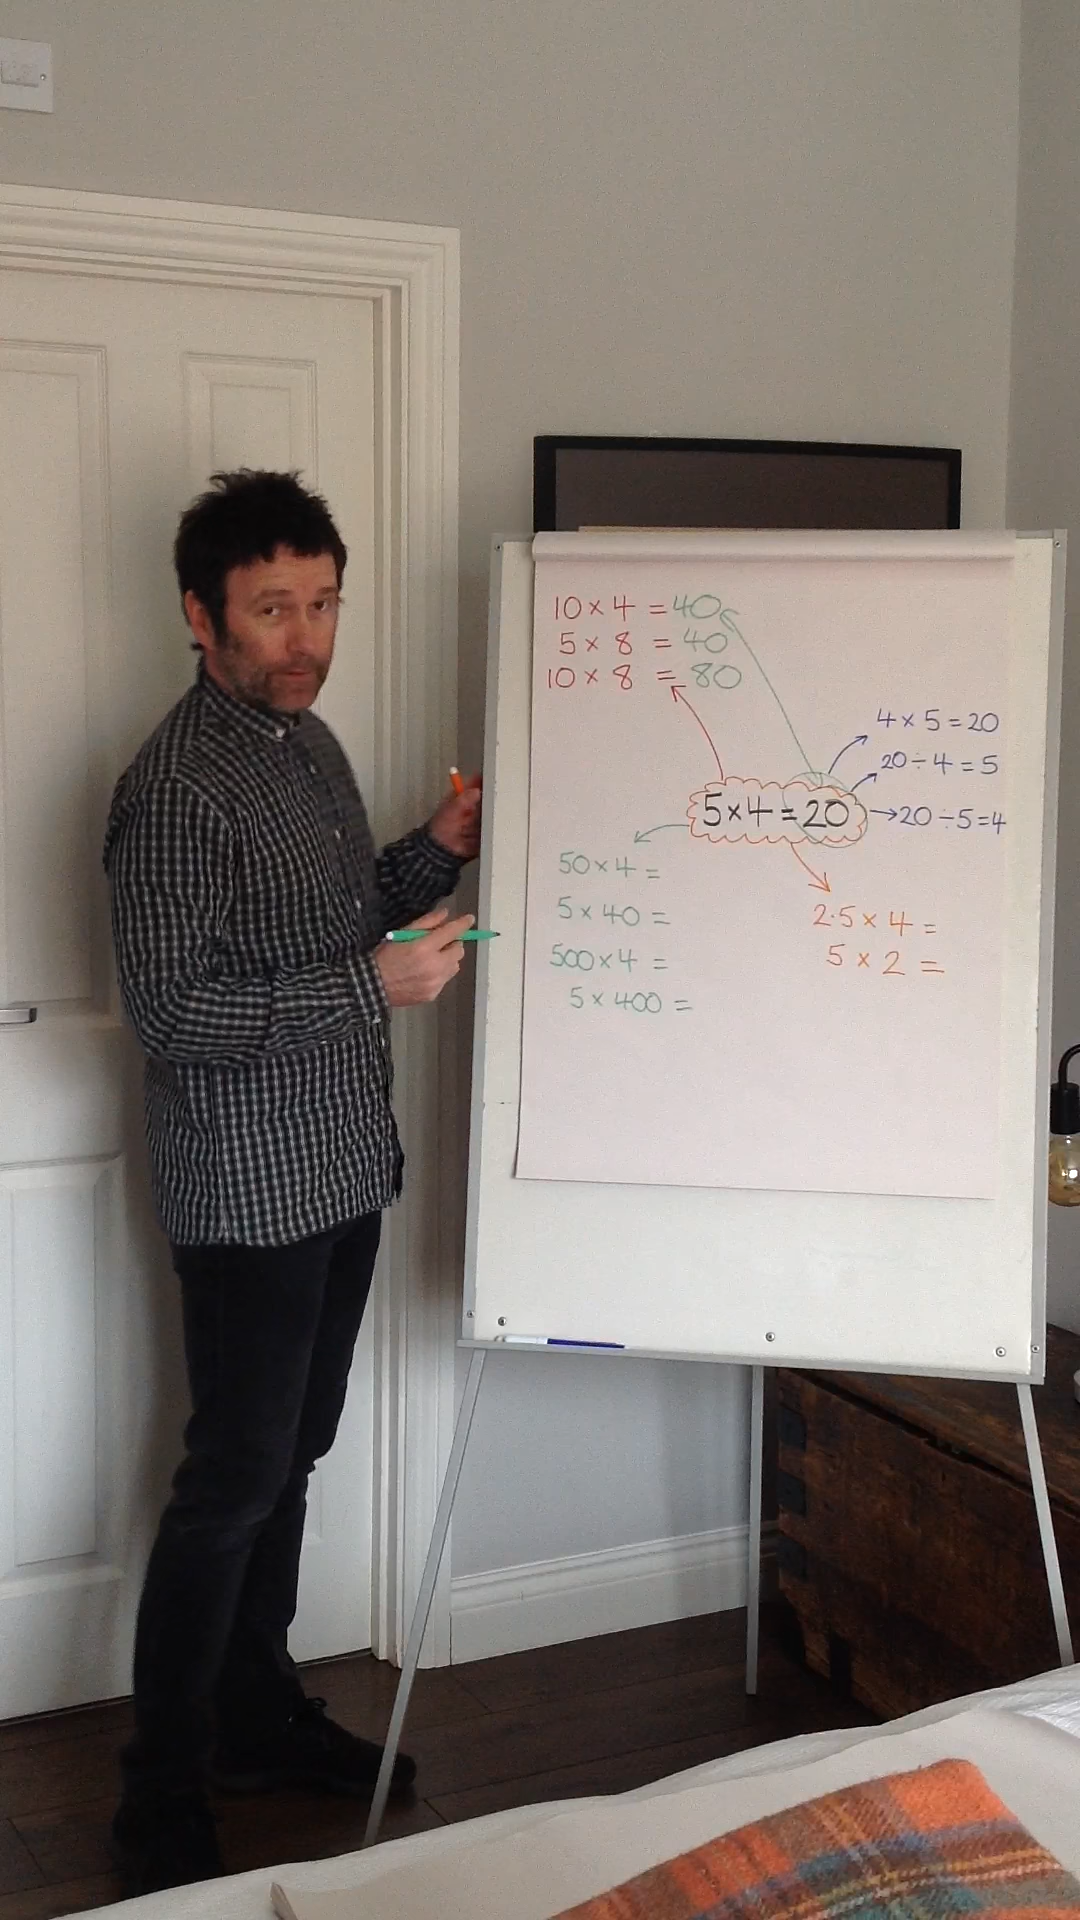 10 × 4 = 40
5 × 8 = 40
10 × 8 = 80
4 × 5 = 20
20 ÷ 4 = 5
5 × 4 = 20
20 ÷ 5 = 4
50 × 4 =
5 × 40 =
500 × 4 =
5 × 400 =
2·5 × 4 =
5 × 2 =